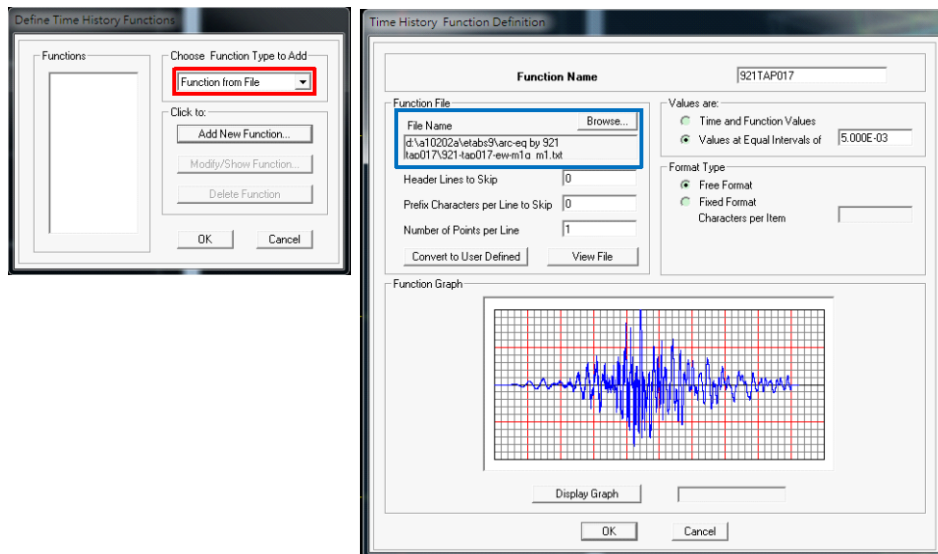 Define Time History Functions
Functions
Choose Function Type to Add
Function from File
Click to:
Add New Function...
Modify/Show Function...
Delete Function
OK
Cancel
Time History Function Definition
Function Name
921TAP017
Function File
File Name
Browse...
d:\a10202a\etabs9\arc-eq by 921
tap017\921-tap017-ew-m1g_m1.txt
Header Lines to Skip
0
Prefix Characters per Line to Skip
0
Number of Points per Line
1
Convert to User Defined
View File
Values are:
Time and Function Values
Values at Equal Intervals of
5.000E-03
Format Type
Free Format
Fixed Format
Characters per Item
Function Graph
Display Graph
OK
Cancel